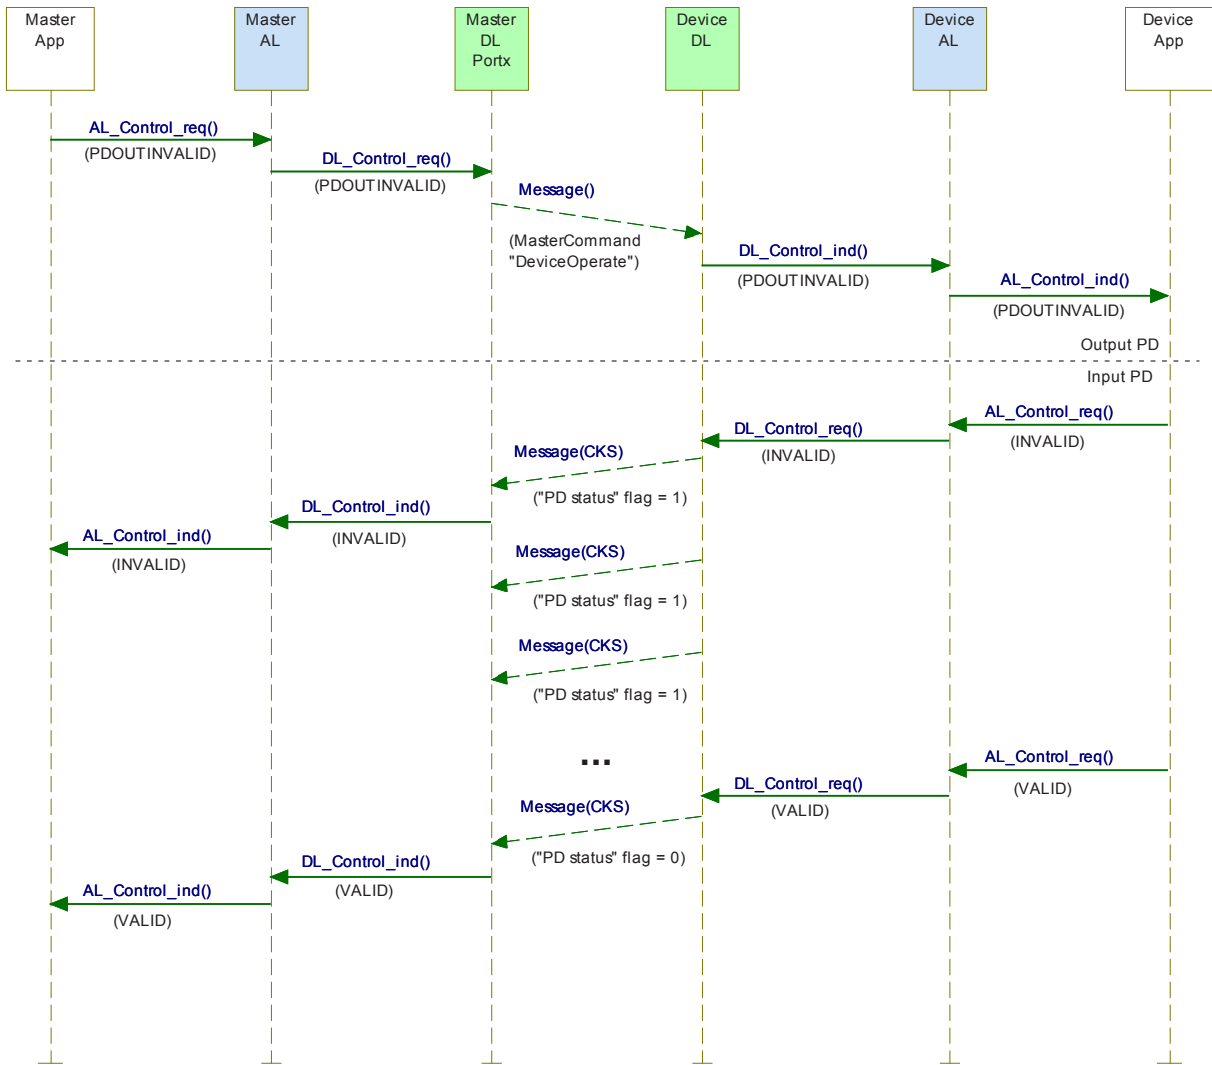 Master
App
Master
AL
Master
DL
Portx
Device
DL
Device
AL
Device
App
AL_Control_req()
(PDOUTINVALID)
DL_Control_req()
(PDOUTINVALID)
Message()
(MasterCommand
"DeviceOperate")
DL_Control_ind()
(PDOUTINVALID)
AL_Control_ind()
(PDOUTINVALID)
Output PD
Input PD
AL_Control_req()
(INVALID)
DL_Control_req()
(INVALID)
Message(CKS)
("PD status" flag = 1)
DL_Control_ind()
(INVALID)
AL_Control_ind()
(INVALID)
Message(CKS)
("PD status" flag = 1)
Message(CKS)
("PD status" flag = 1)
...
AL_Control_req()
(VALID)
DL_Control_req()
(VALID)
Message(CKS)
("PD status" flag = 0)
DL_Control_ind()
(VALID)
AL_Control_ind()
(VALID)